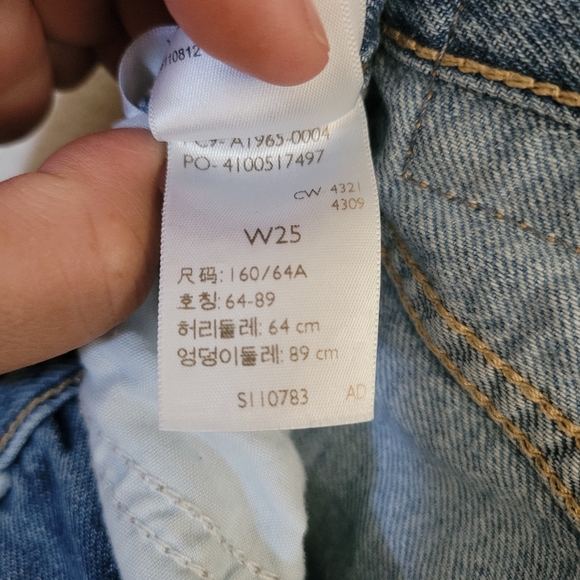 110812
A1965-0004
PO- 4100517497
CW 4321
4309
W25
尺码: 160/64A
호칭: 64-89
허리둘레: 64 cm
엉덩이둘레: 89 cm
S110783 AD